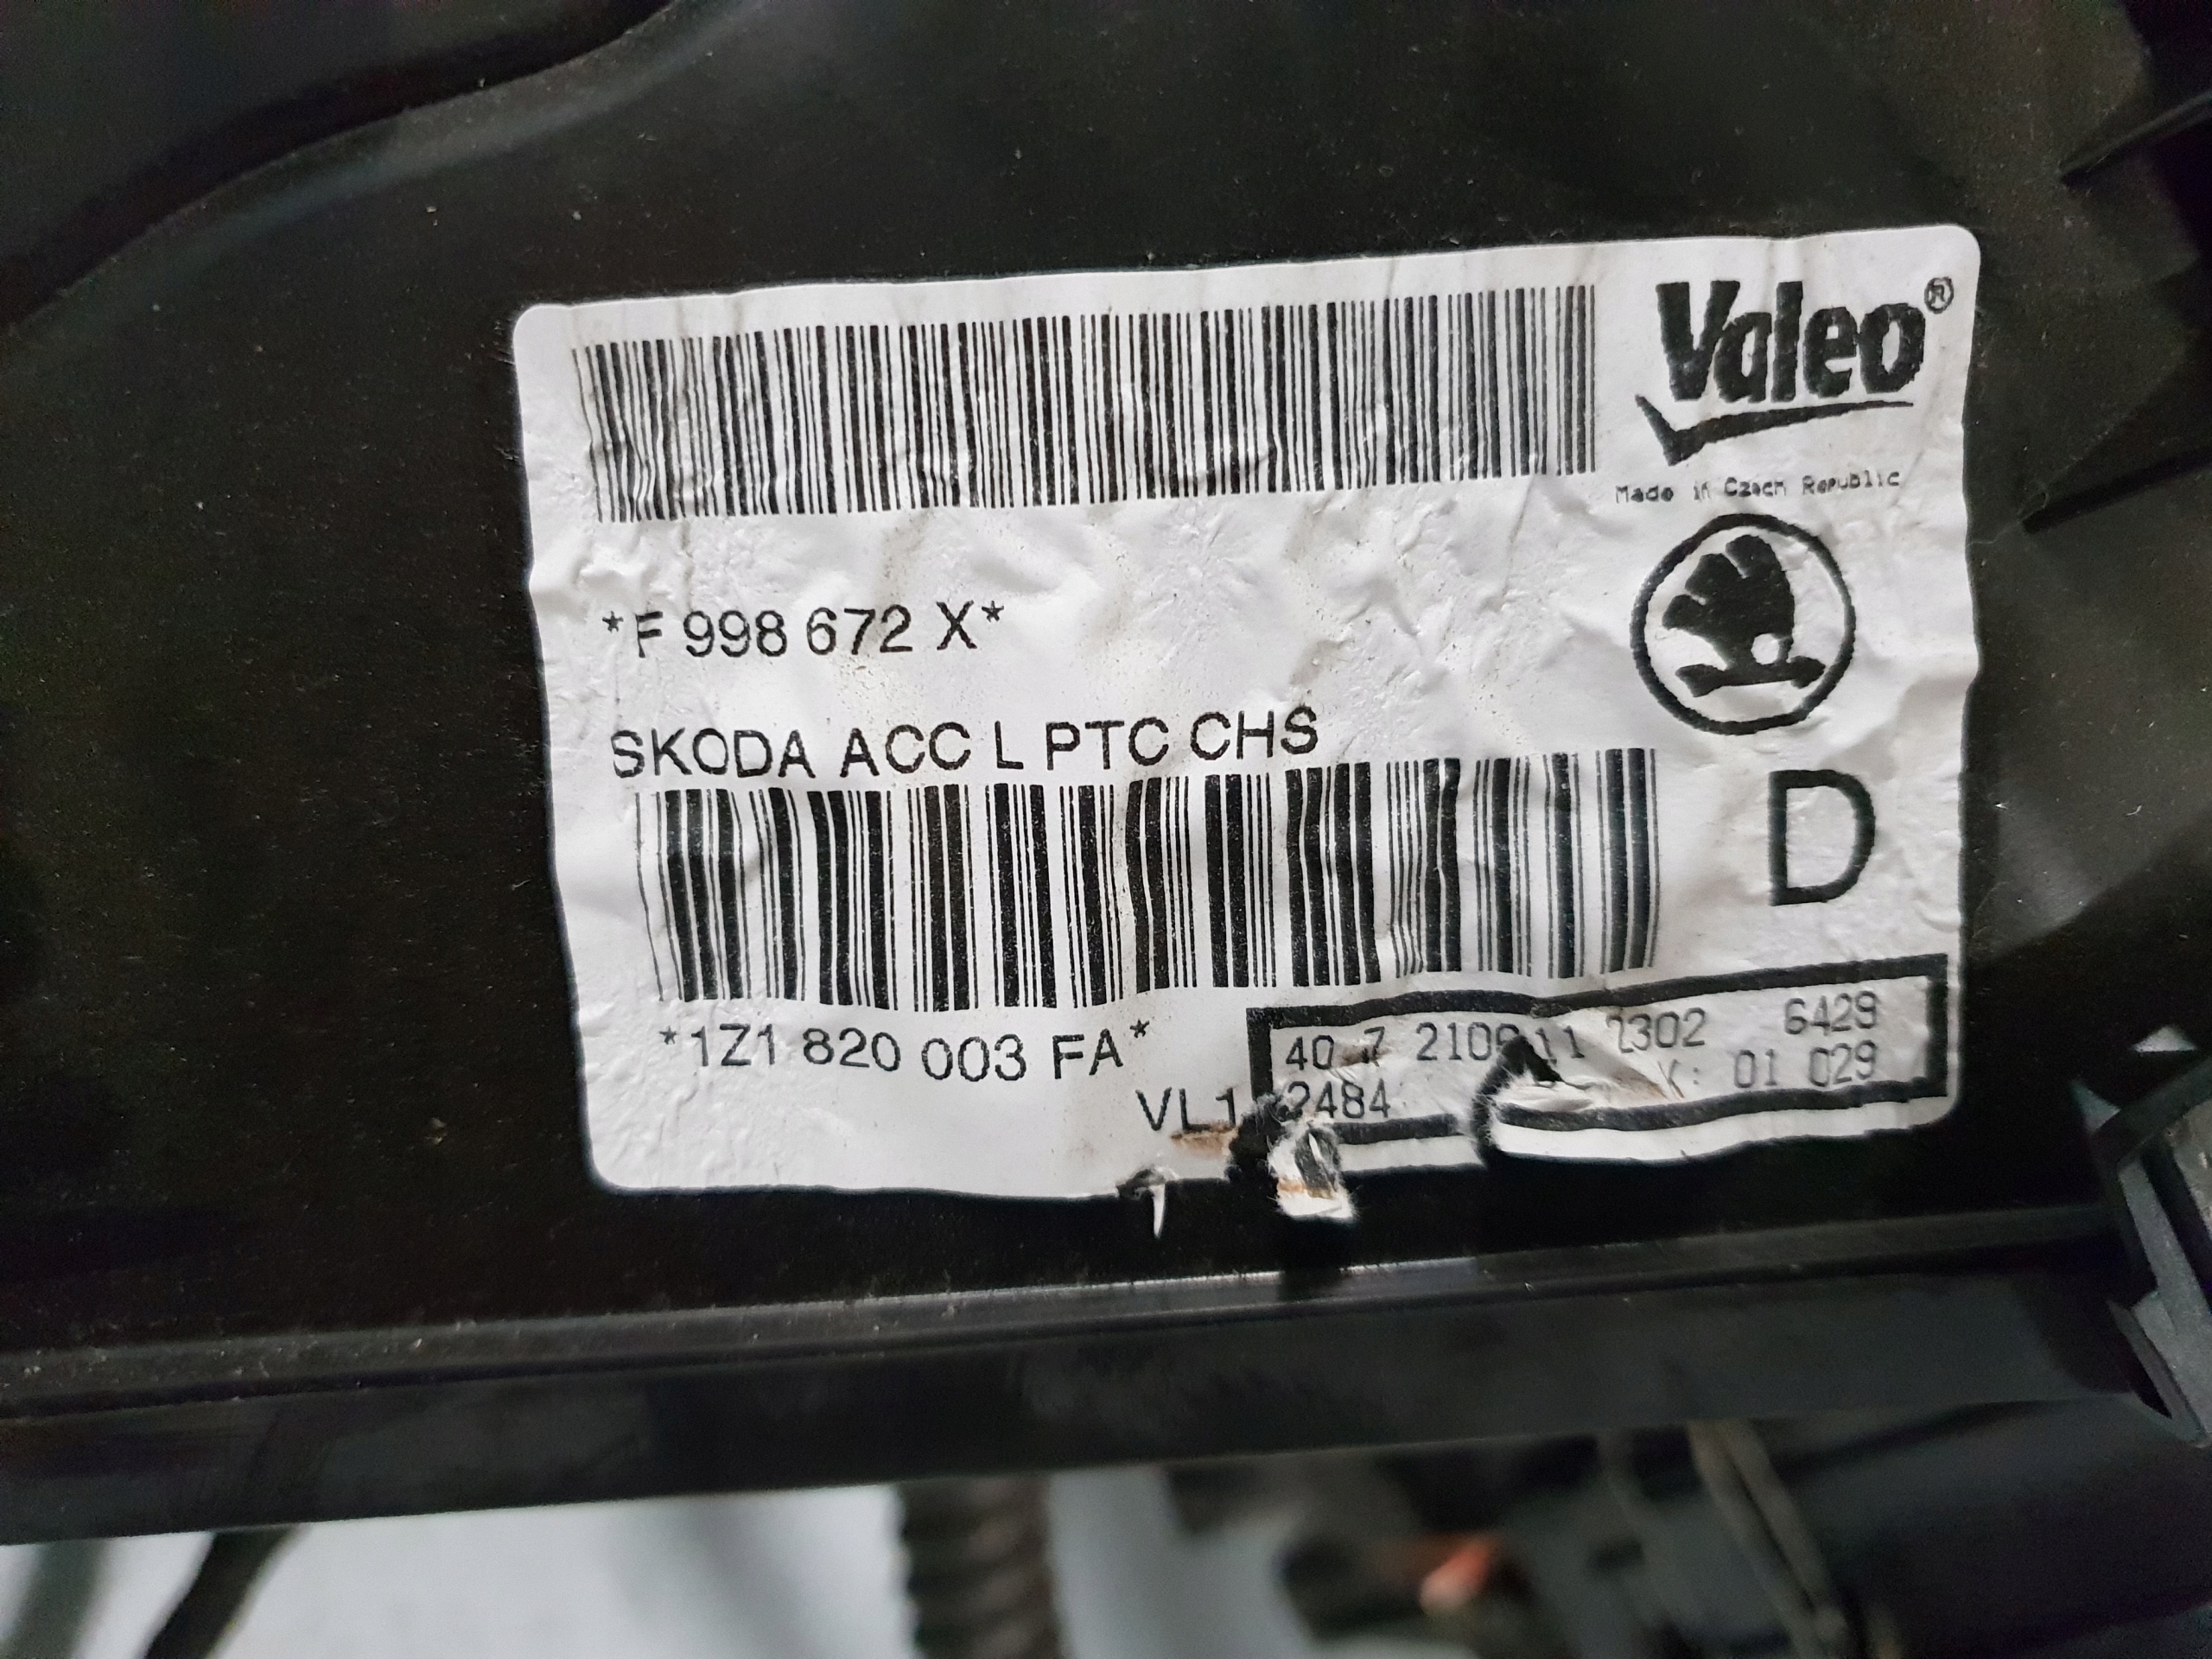 Valeo®
Made in Czech Republic
*F 998 672 X*
SKODA ACC L PTC CHS
D
*1Z1 820 003 FA*
6429
VL1 2484 01 029